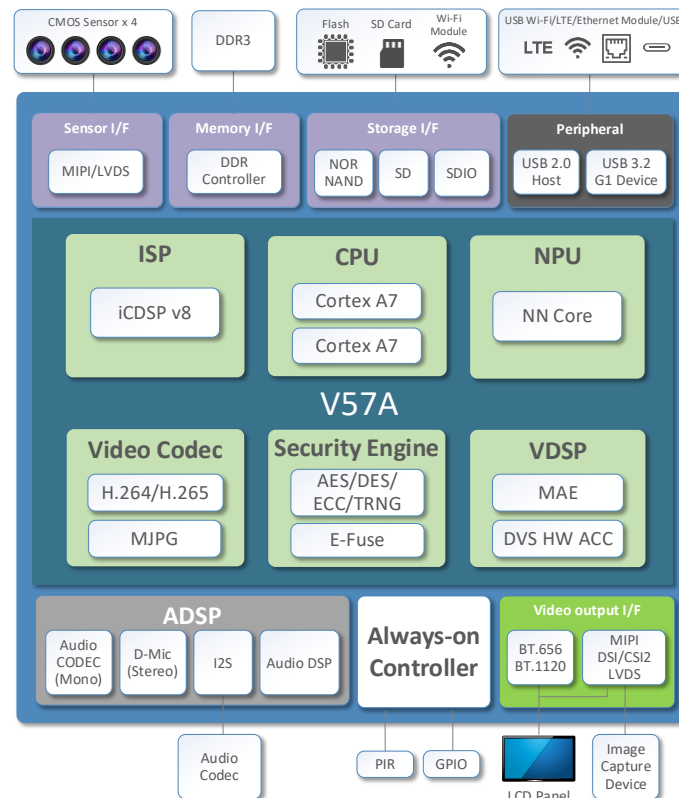 CMOS Sensor x 4
DDR3
Flash
SD Card
Wi-Fi
Module
USB Wi-Fi/LTE/Ethernet Module/USB
LTE
Sensor I/F
MIPI/LVDS
Memory I/F
DDR
Controller
Storage I/F
NOR
NAND
SD
SDIO
Peripheral
USB 2.0
Host
USB 3.2
G1 Device
ISP
iCDSP v8
CPU
Cortex A7
Cortex A7
NPU
NN Core
V57A
Video Codec
H.264/H.265
MJPG
Security Engine
AES/DES/
ECC/TRNG
E-Fuse
VDSP
MAE
DVS HW ACC
ADSP
Audio
CODEC
(Mono)
D-Mic
(Stereo)
I2S
Audio DSP
Always-on
Controller
Video output I/F
BT.656
BT.1120
MIPI
DSI/CSI2
LVDS
Audio
Codec
PIR
GPIO
LCD Panel
Image
Capture
Device